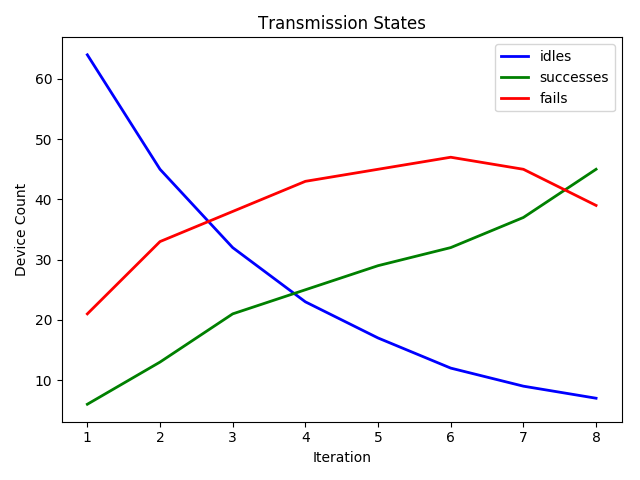 Transmission States
idles
successes
fails
60
50
40
30
20
10
Device Count
1 2 3 4 5 6 7 8
Iteration